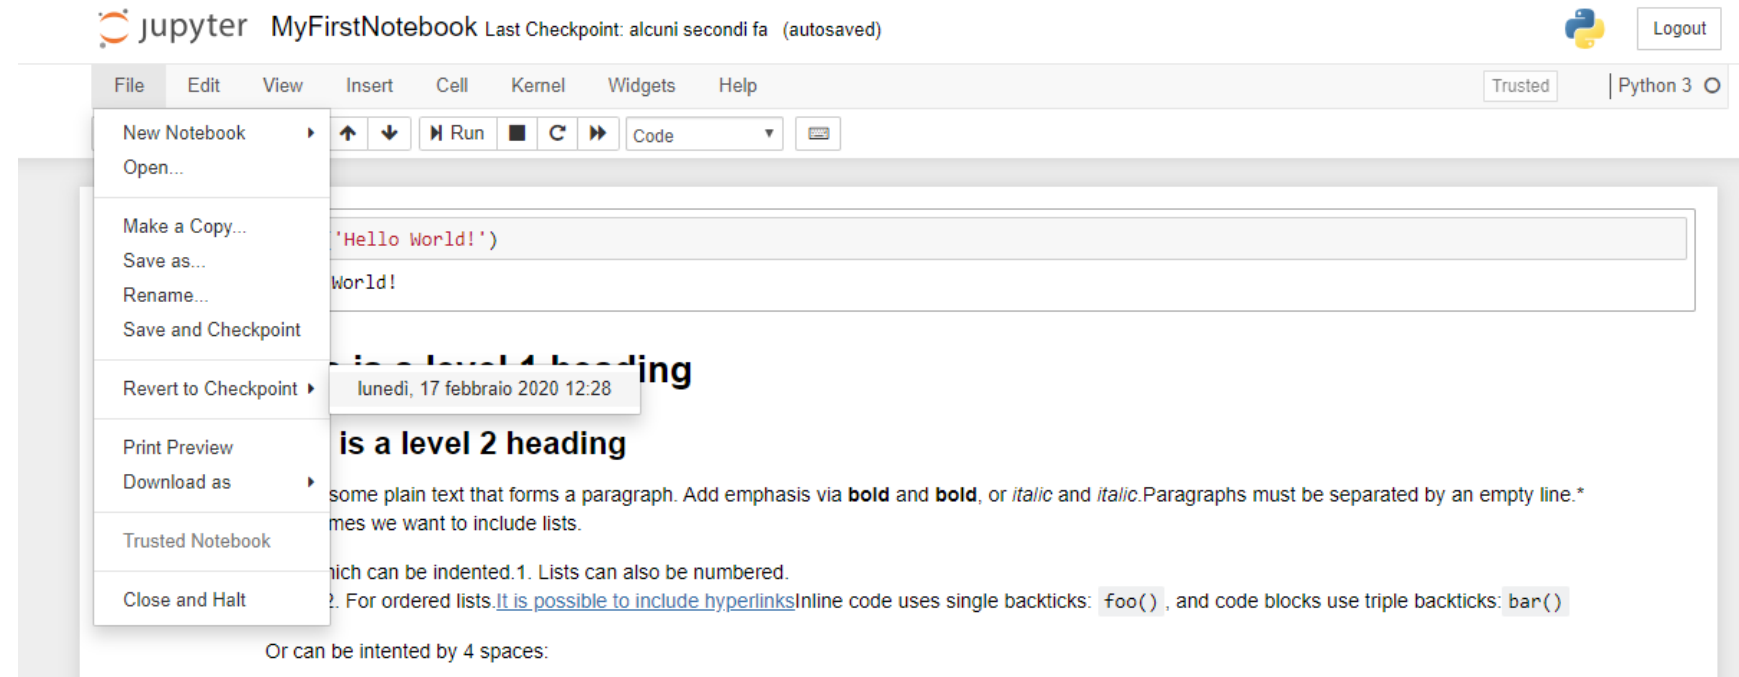 jupyter MyFirstNotebook Last Checkpoint: alcuni secondi fa (autosaved) Logout
File Edit View Insert Cell Kernel Widgets Help Trusted Python 3
Run Code
New Notebook
Open...
Make a Copy...
Save as...
Rename...
Save and Checkpoint
Revert to Checkpoint
lunedì, 17 febbraio 2020 12:28
Print Preview
Download as
Trusted Notebook
Close and Halt
'Hello World!')
World!
is a level 1 heading
is a level 2 heading
some plain text that forms a paragraph. Add emphasis via bold and bold, or italic and italic.Paragraphs must be separated by an empty line.*
mes we want to include lists.
hich can be indented.1. Lists can also be numbered.
2. For ordered lists.It is possible to include hyperlinksInline code uses single backticks: foo() , and code blocks use triple backticks: bar()
Or can be intented by 4 spaces: